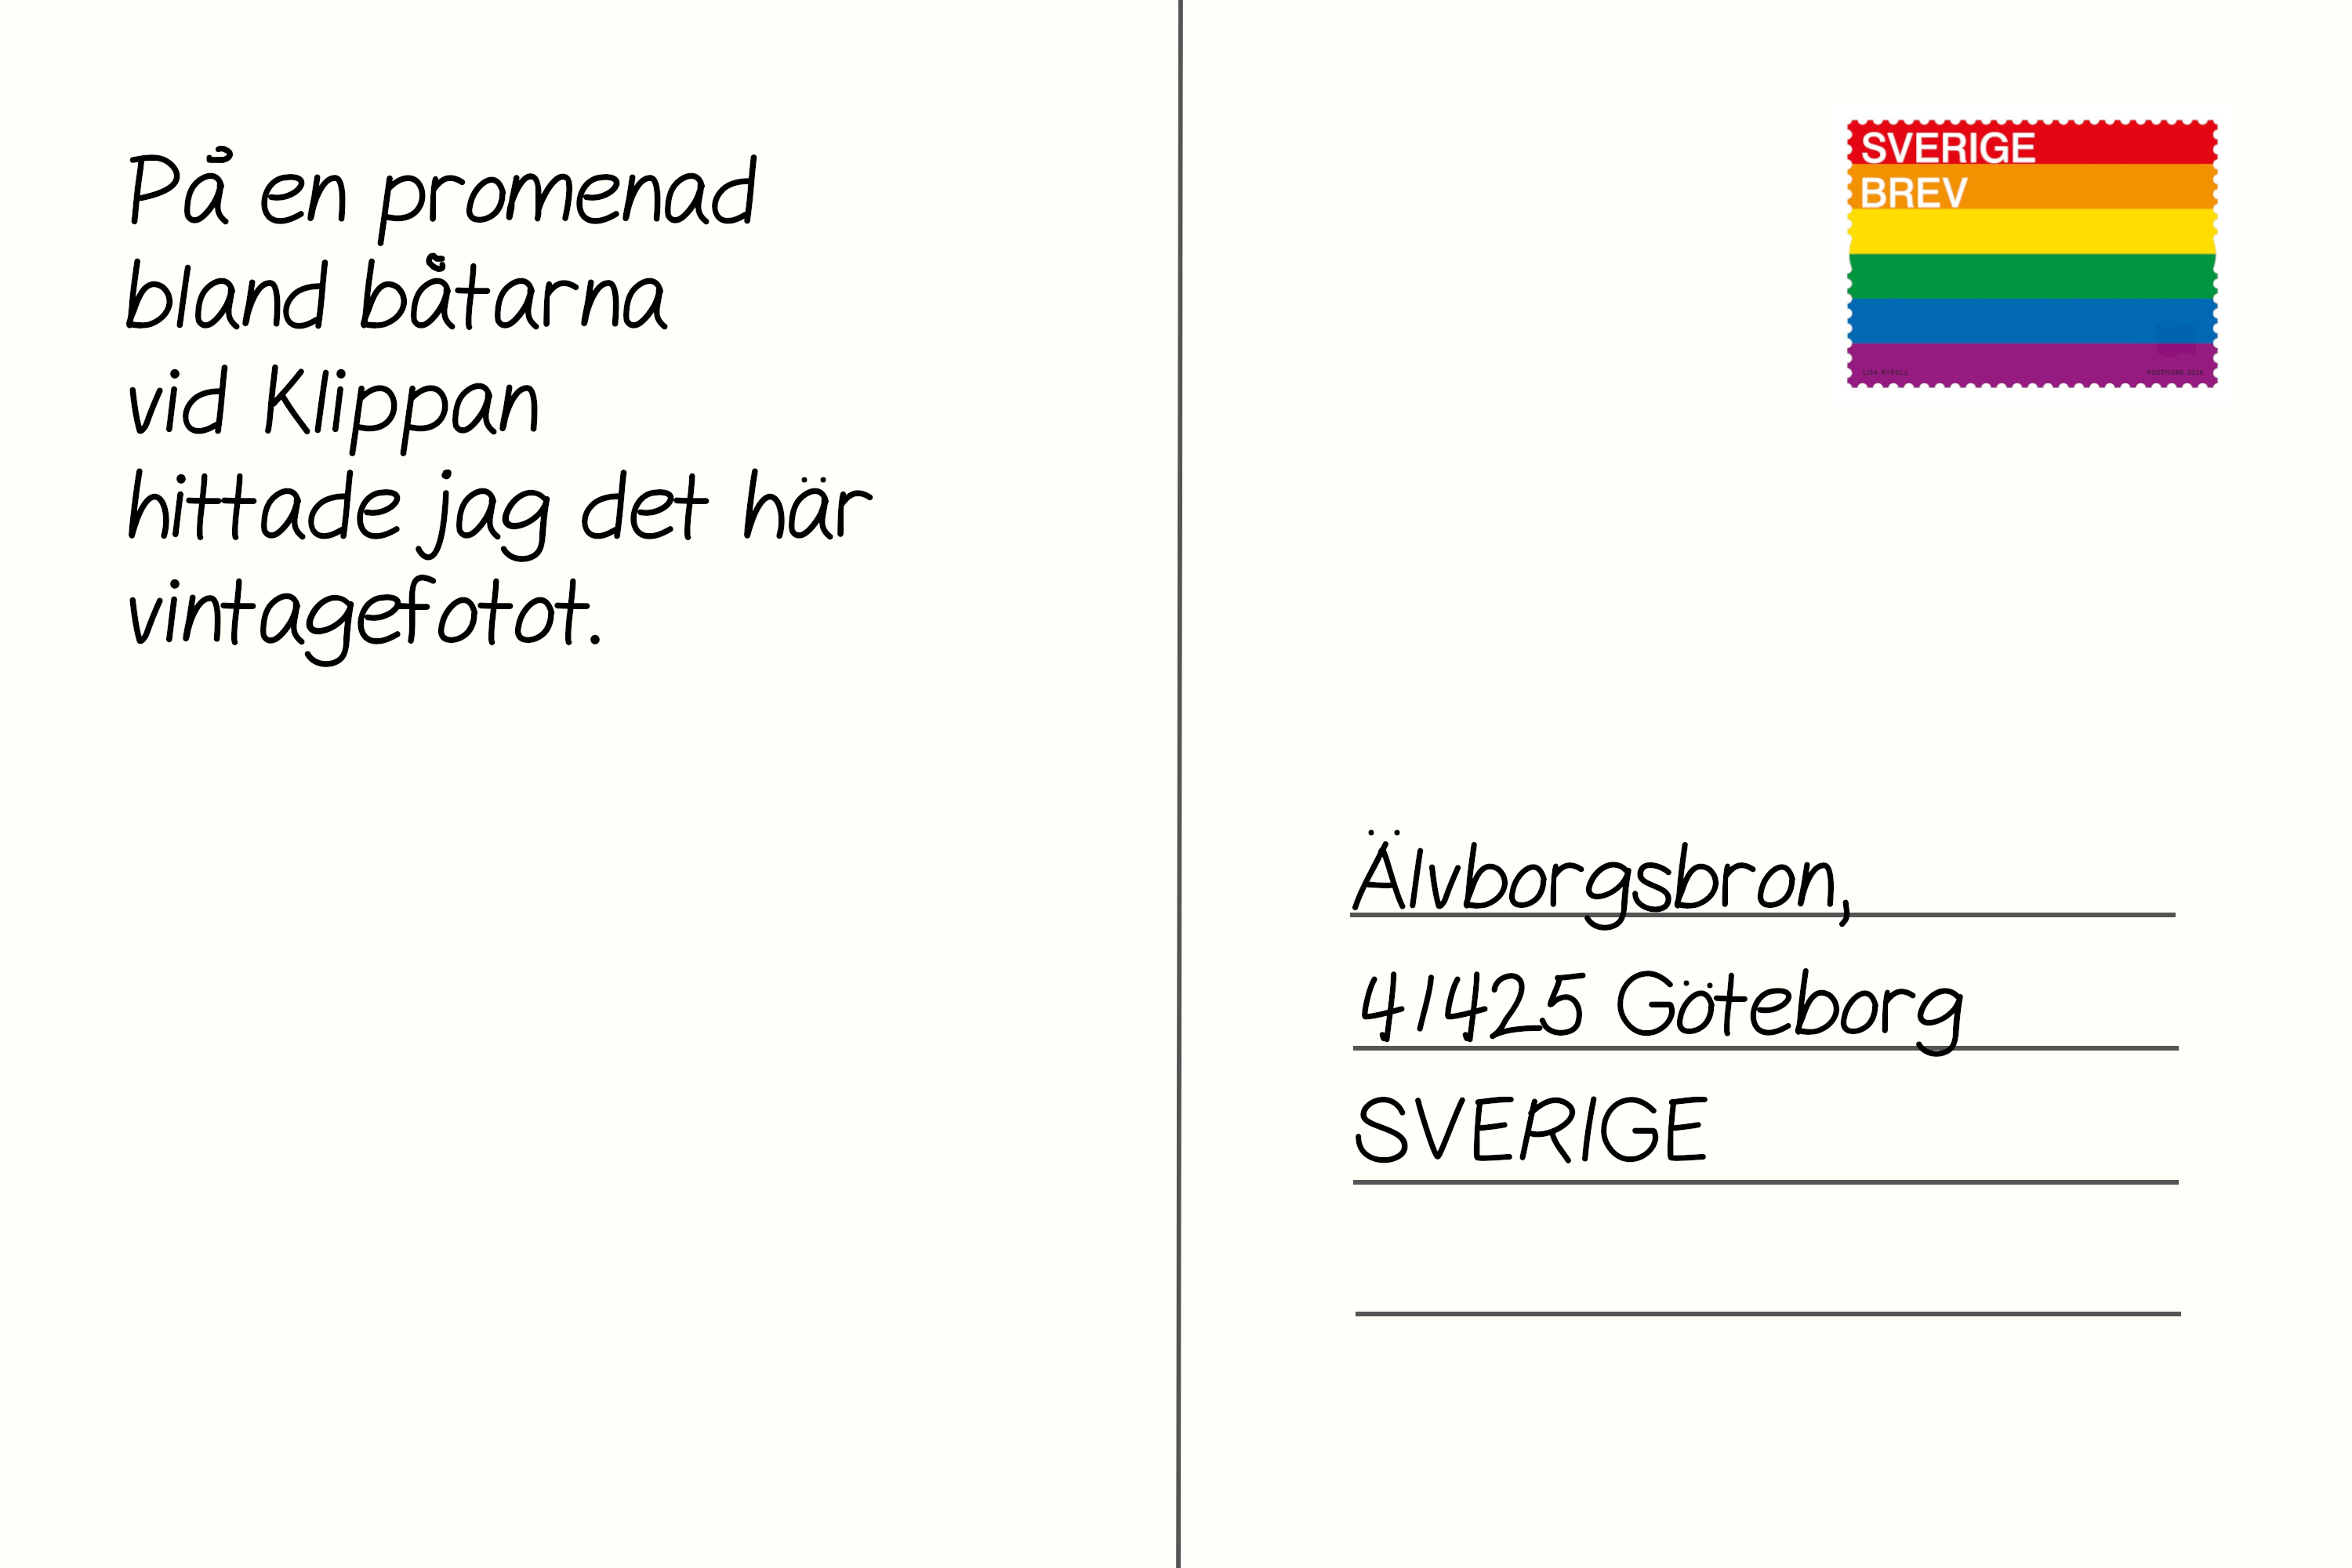 På en promenad
bland båtarna
vid Klippan
hittade jag det här
vintagefotot.
SVERIGE
BREV
LISA RYDELL
POSTNORD 2016
Älvborgsbron,
41425 Göteborg
SVERIGE